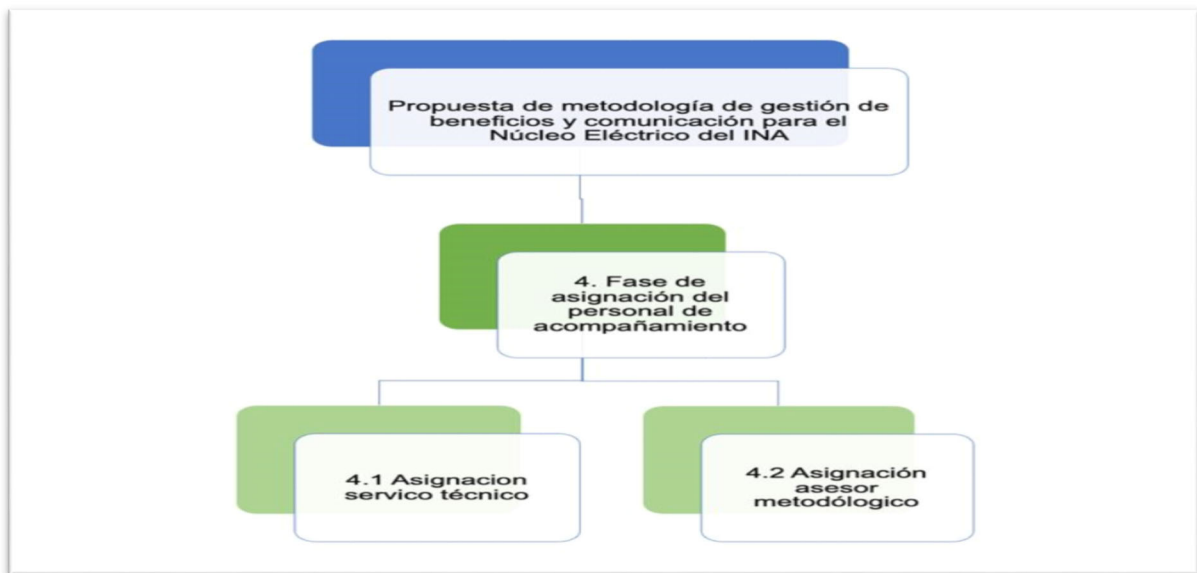 Propuesta de metodología de gestión de
beneficios y comunicación para el
Núcleo Eléctrico del INA
4. Fase de
asignación del
personal de
acompañamiento
4.1 Asignacion
servico técnico
4.2 Asignación
asesor
metodólogico